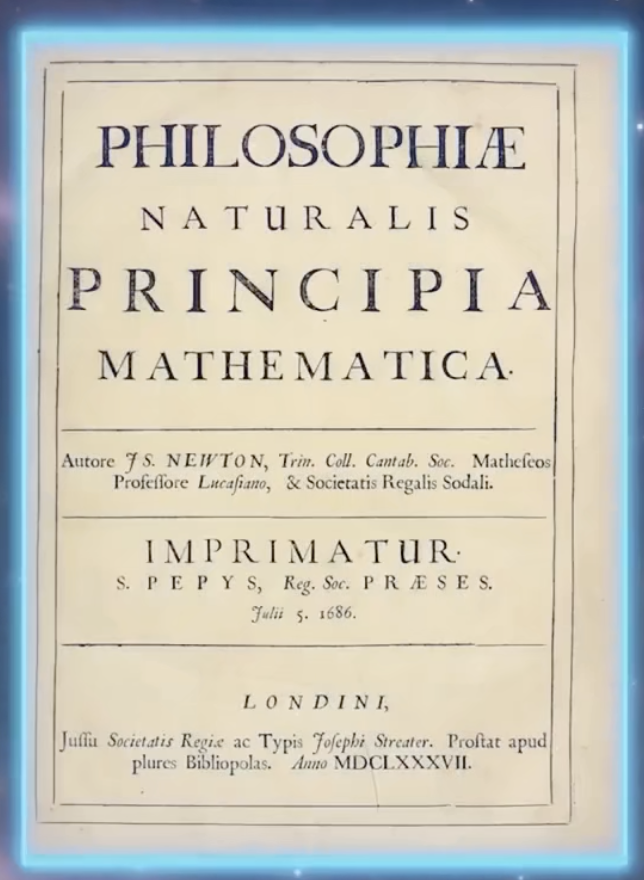 PHILOSOPHIÆ
NATURALIS
PRINCIPIA
MATHEMATICA.
Autore JS. NEWTON, Trin. Coll. Cantab. Soc. Matheſeos
Profeſſore Lucaſiano, & Societatis Regalis Sodali.
IMPRIMATUR.
S. PEPYS, Reg. Soc. PRÆSES.
Julii 5. 1686.
LONDINI,
Juſſu Societatis Regiæ ac Typis Joſephi Streater. Proſtat apud
plures Bibliopolas. Anno MDCLXXXVII.